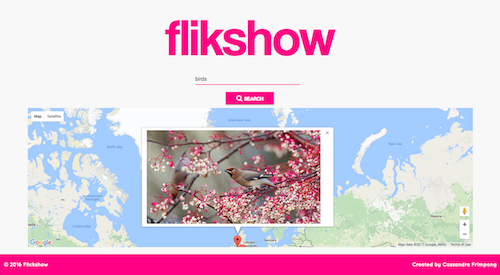 flikshow
birds
SEARCH
Map Satellite
Google
Map data ©2017 Google, INEGI Terms of Use
© 2016 Flickshow
Created by Cassandra Frimpong